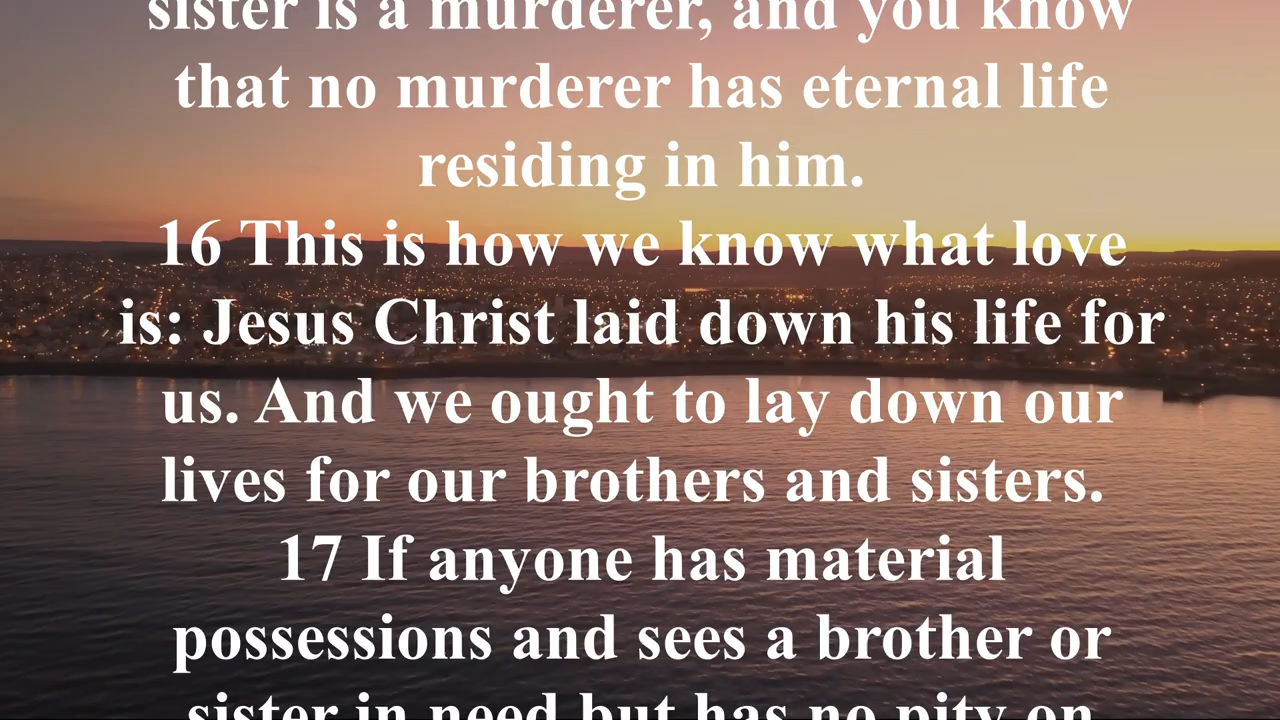 sister is a murderer, and you know
that no murderer has eternal life
residing in him.
16 This is how we know what love
is: Jesus Christ laid down his life for
us. And we ought to lay down our
lives for our brothers and sisters.
17 If anyone has material
possessions and sees a brother or
sister in need but has no pity on